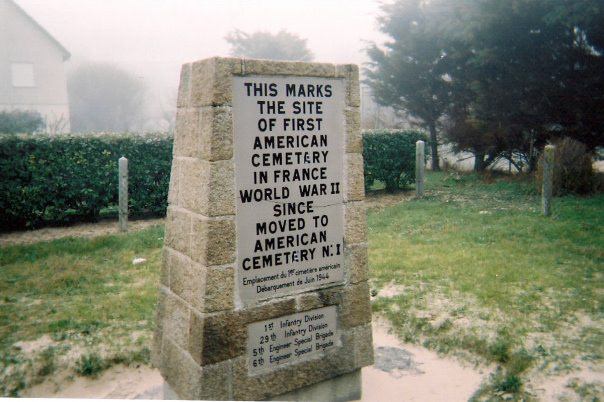 THIS MARKS
THE SITE
OF FIRST
AMERICAN
CEMETERY
IN FRANCE
WORLD WAR II
SINCE
MOVED TO
AMERICAN
CEMETERY Nº 1
Emplacement du 1er cimetière américain
Débarquement de Juin 1944
1st Infantry Division
29th Infantry Division
5th Engineer Special Brigade
6th Engineer Special Brigade